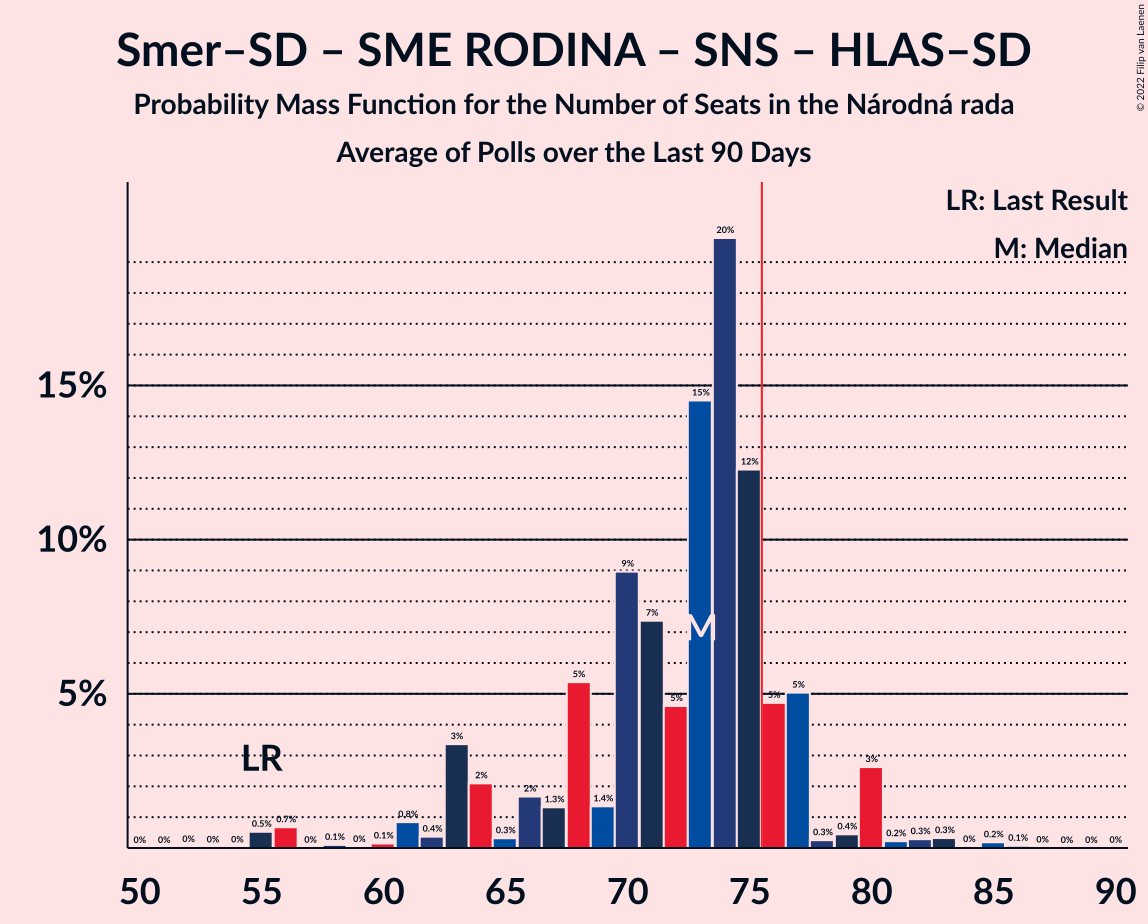 Smer–SD – SME RODINA – SNS – HLAS–SD
Probability Mass Function for the Number of Seats in the Národná rada
Average of Polls over the Last 90 Days
© 2022 Filip van Laenen
LR: Last Result
M: Median
15%
10%
5%
LR
M
0% 0% 0% 0% 0% 0.5% 0.7% 0% 0.1% 0% 0.1% 0.8% 0.4% 3% 2% 0.3% 2% 1.3% 5% 1.4% 9% 7% 5% 15% 20% 12% 5% 5% 0.3% 0.4% 3% 0.2% 0.3% 0.3% 0% 0.2% 0.1% 0% 0% 0% 0%
50 55 60 65 70 75 80 85 90